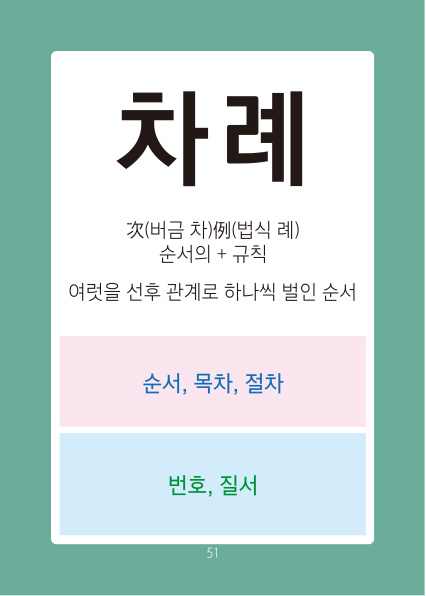 차례
次(버금 차)例(법식 례)
순서의 + 규칙
여럿을 선후 관계로 하나씩 벌인 순서
순서, 목차, 절차
번호, 질서
51